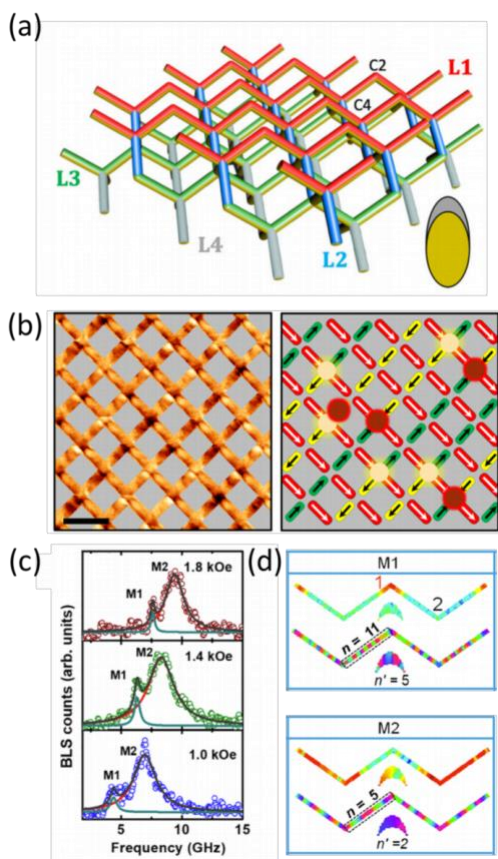 (a)
C2
L1
C4
L3
L4
L2
(b)
(c)
M2
1.8 kOe
M1
M2
1.4 kOe
M1
M2
1.0 kOe
M1
BLS counts (arb. units)
5 10 15
Frequency (GHz)
(d)
M1
1
2
n = 11
n' = 5
M2
n = 5
n' = 2